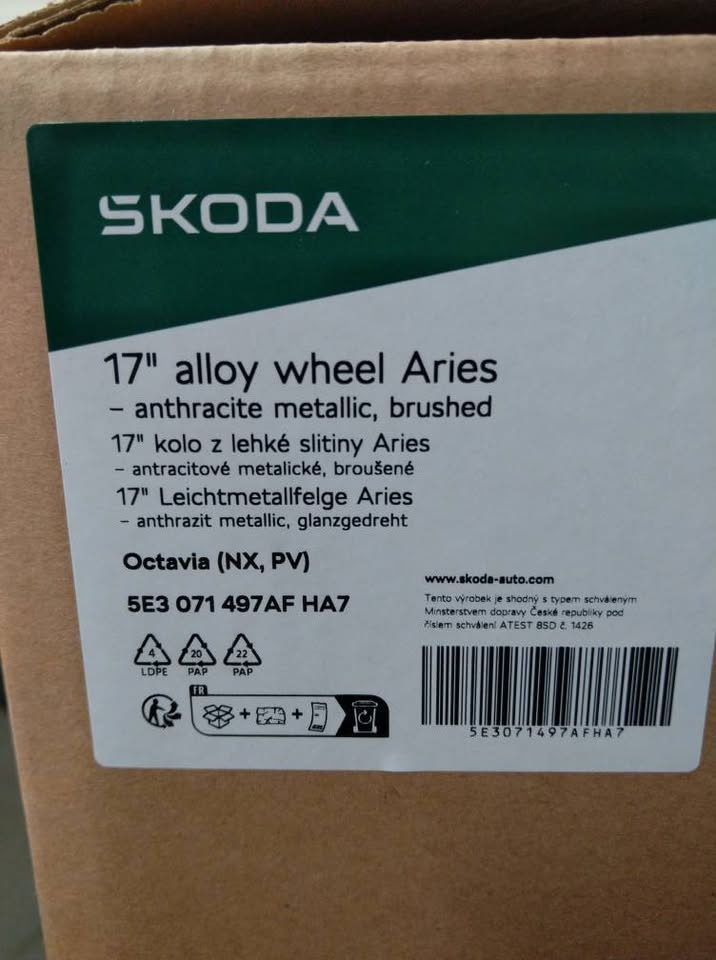 ŠKODA
17" alloy wheel Aries
– anthracite metallic, brushed
17" kolo z lehké slitiny Aries
– antracitové metalické, broušené
17" Leichtmetallfelge Aries
– anthrazit metallic, glanzgedreht
Octavia (NX, PV)
5E3 071 497AF HA7
www.skoda-auto.com
Tento výrobek je shodný s typem schváleným
Minsterstvem dopravy České republiky pod
číslem schválení ATEST 8SD č. 1426
4 20 22
LDPE PAP PAP
FR
5E3071497AFHA7